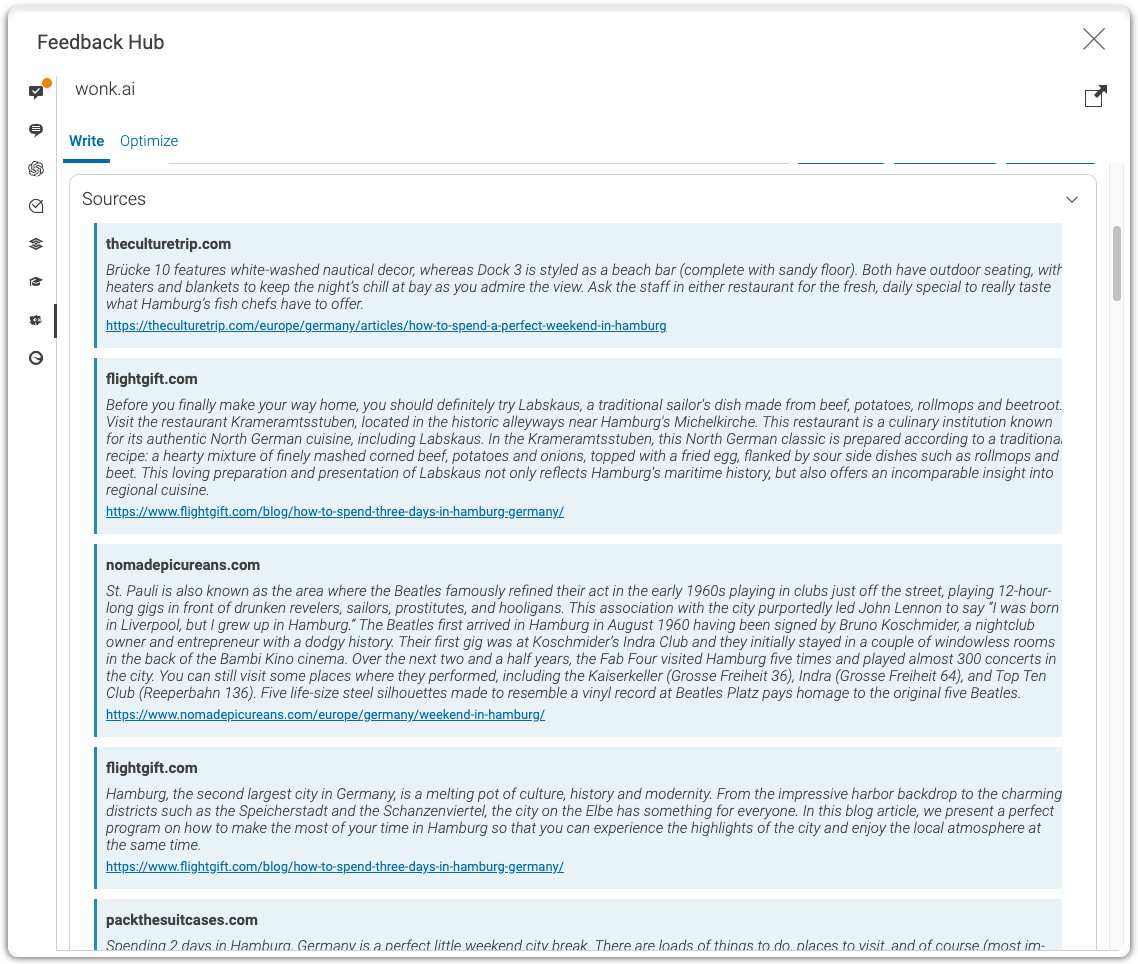 Feedback Hub
wonk.ai
Write Optimize
Sources
theculturetrip.com
Brücke 10 features white-washed nautical decor, whereas Dock 3 is styled as a beach bar (complete with sandy floor). Both have outdoor seating, with
heaters and blankets to keep the night’s chill at bay as you admire the view. Ask the staff in either restaurant for the fresh, daily special to really taste
what Hamburg’s fish chefs have to offer.
https://theculturetrip.com/europe/germany/articles/how-to-spend-a-perfect-weekend-in-hamburg
flightgift.com
Before you finally make your way home, you should definitely try Labskaus, a traditional sailor's dish made from beef, potatoes, rollmops and beetroot.
Visit the restaurant Krameramtsstuben, located in the historic alleyways near Hamburg's Michelkirche. This restaurant is a culinary institution known
for its authentic North German cuisine, including Labskaus. In the Krameramtsstuben, this North German classic is prepared according to a traditional
recipe: a hearty mixture of finely mashed corned beef, potatoes and onions, topped with a fried egg, flanked by sour side dishes such as rollmops and
beet. This loving preparation and presentation of Labskaus not only reflects Hamburg's maritime history, but also offers an incomparable insight into
regional cuisine.
https://www.flightgift.com/blog/how-to-spend-three-days-in-hamburg-germany/
nomadepicureans.com
St. Pauli is also known as the area where the Beatles famously refined their act in the early 1960s playing in clubs just off the street, playing 12-hour-
long gigs in front of drunken revelers, sailors, prostitutes, and hooligans. This association with the city purportedly led John Lennon to say “I was born
in Liverpool, but I grew up in Hamburg.” The Beatles first arrived in Hamburg in August 1960 having been signed by Bruno Koschmider, a nightclub
owner and entrepreneur with a dodgy history. Their first gig was at Koschmider’s Indra Club and they initially stayed in a couple of windowless rooms
in the back of the Bambi Kino cinema. Over the next two and a half years, the Fab Four visited Hamburg five times and played almost 300 concerts in
the city. You can still visit some places where they performed, including the Kaiserkeller (Grosse Freiheit 36), Indra (Grosse Freiheit 64), and Top Ten
Club (Reeperbahn 136). Five life-size steel silhouettes made to resemble a vinyl record at Beatles Platz pays homage to the original five Beatles.
https://www.nomadepicureans.com/europe/germany/weekend-in-hamburg/
flightgift.com
Hamburg, the second largest city in Germany, is a melting pot of culture, history and modernity. From the impressive harbor backdrop to the charming
districts such as the Speicherstadt and the Schanzenviertel, the city on the Elbe has something for everyone. In this blog article, we present a perfect
program on how to make the most of your time in Hamburg so that you can experience the highlights of the city and enjoy the local atmosphere at
the same time.
https://www.flightgift.com/blog/how-to-spend-three-days-in-hamburg-germany/
packthesuitcases.com
Spending 2 days in Hamburg, Germany is a perfect little weekend city break. There are loads of things to do, places to visit, and of course (most im-